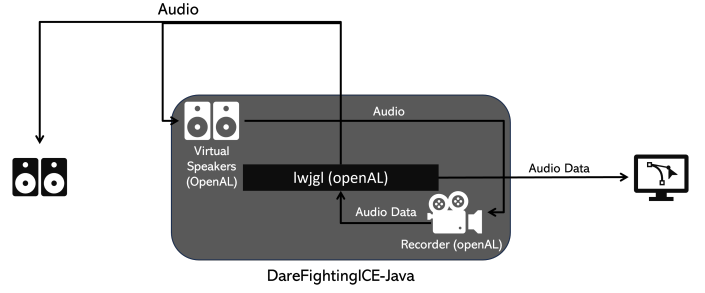 Audio
Audio
Virtual
Speakers
(OpenAL)
lwjgl (openAL)
Audio Data
Audio Data
Recorder (openAL)
DareFightingICE-Java